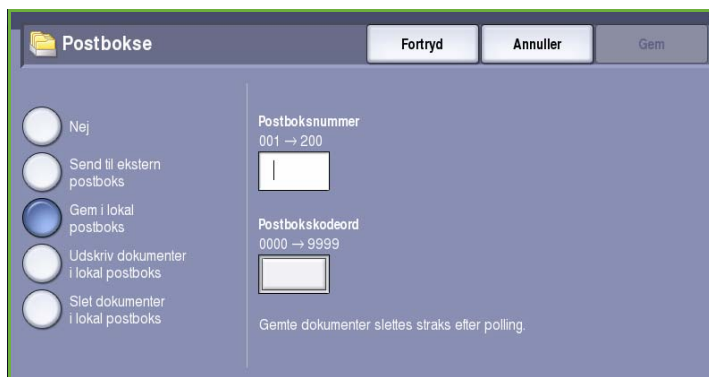 Postbokse
Fortryd
Annuller
Gem
Nej
Send til ekstern
postboks
Gem i lokal
postboks
Udskriv dokumenter
i lokal postboks
Slet dokumenter
i lokal postboks
Postboksnummer
001 → 200
Postbokskodeord
0000 → 9999
Gemte dokumenter slettes straks efter polling.